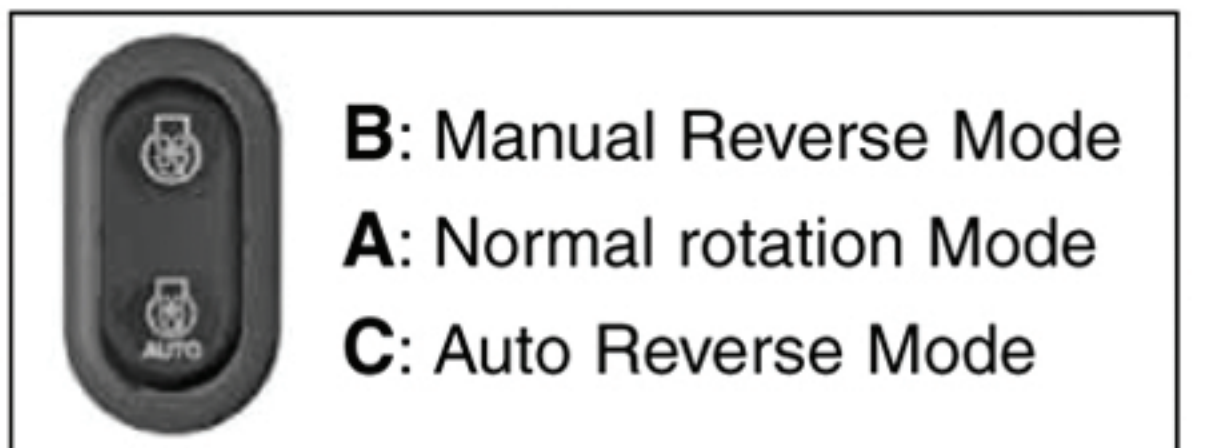 B: Manual Reverse Mode
A: Normal rotation Mode
C: Auto Reverse Mode
AUTO